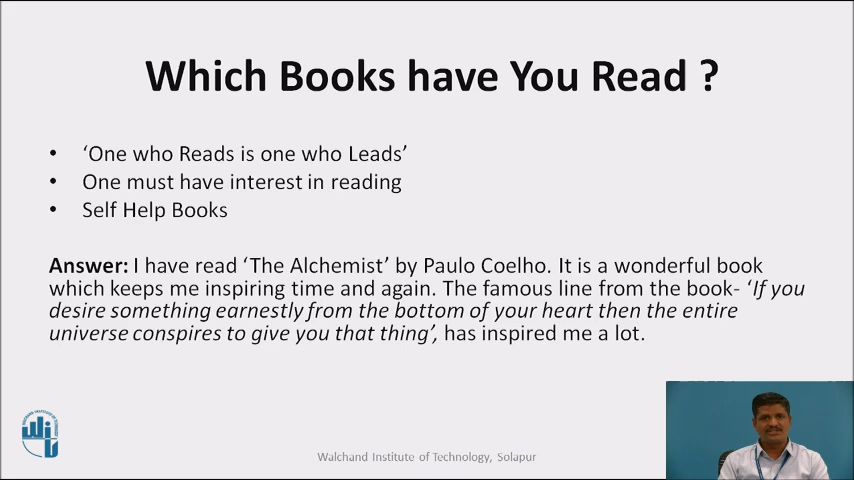 Which Books have You Read ?
• ‘One who Reads is one who Leads’
• One must have interest in reading
• Self Help Books
Answer: I have read ‘The Alchemist’ by Paulo Coelho. It is a wonderful book
which keeps me inspiring time and again. The famous line from the book- ‘If you
desire something earnestly from the bottom of your heart then the entire
universe conspires to give you that thing’, has inspired me a lot.
Walchand Institute of Technology, Solapur